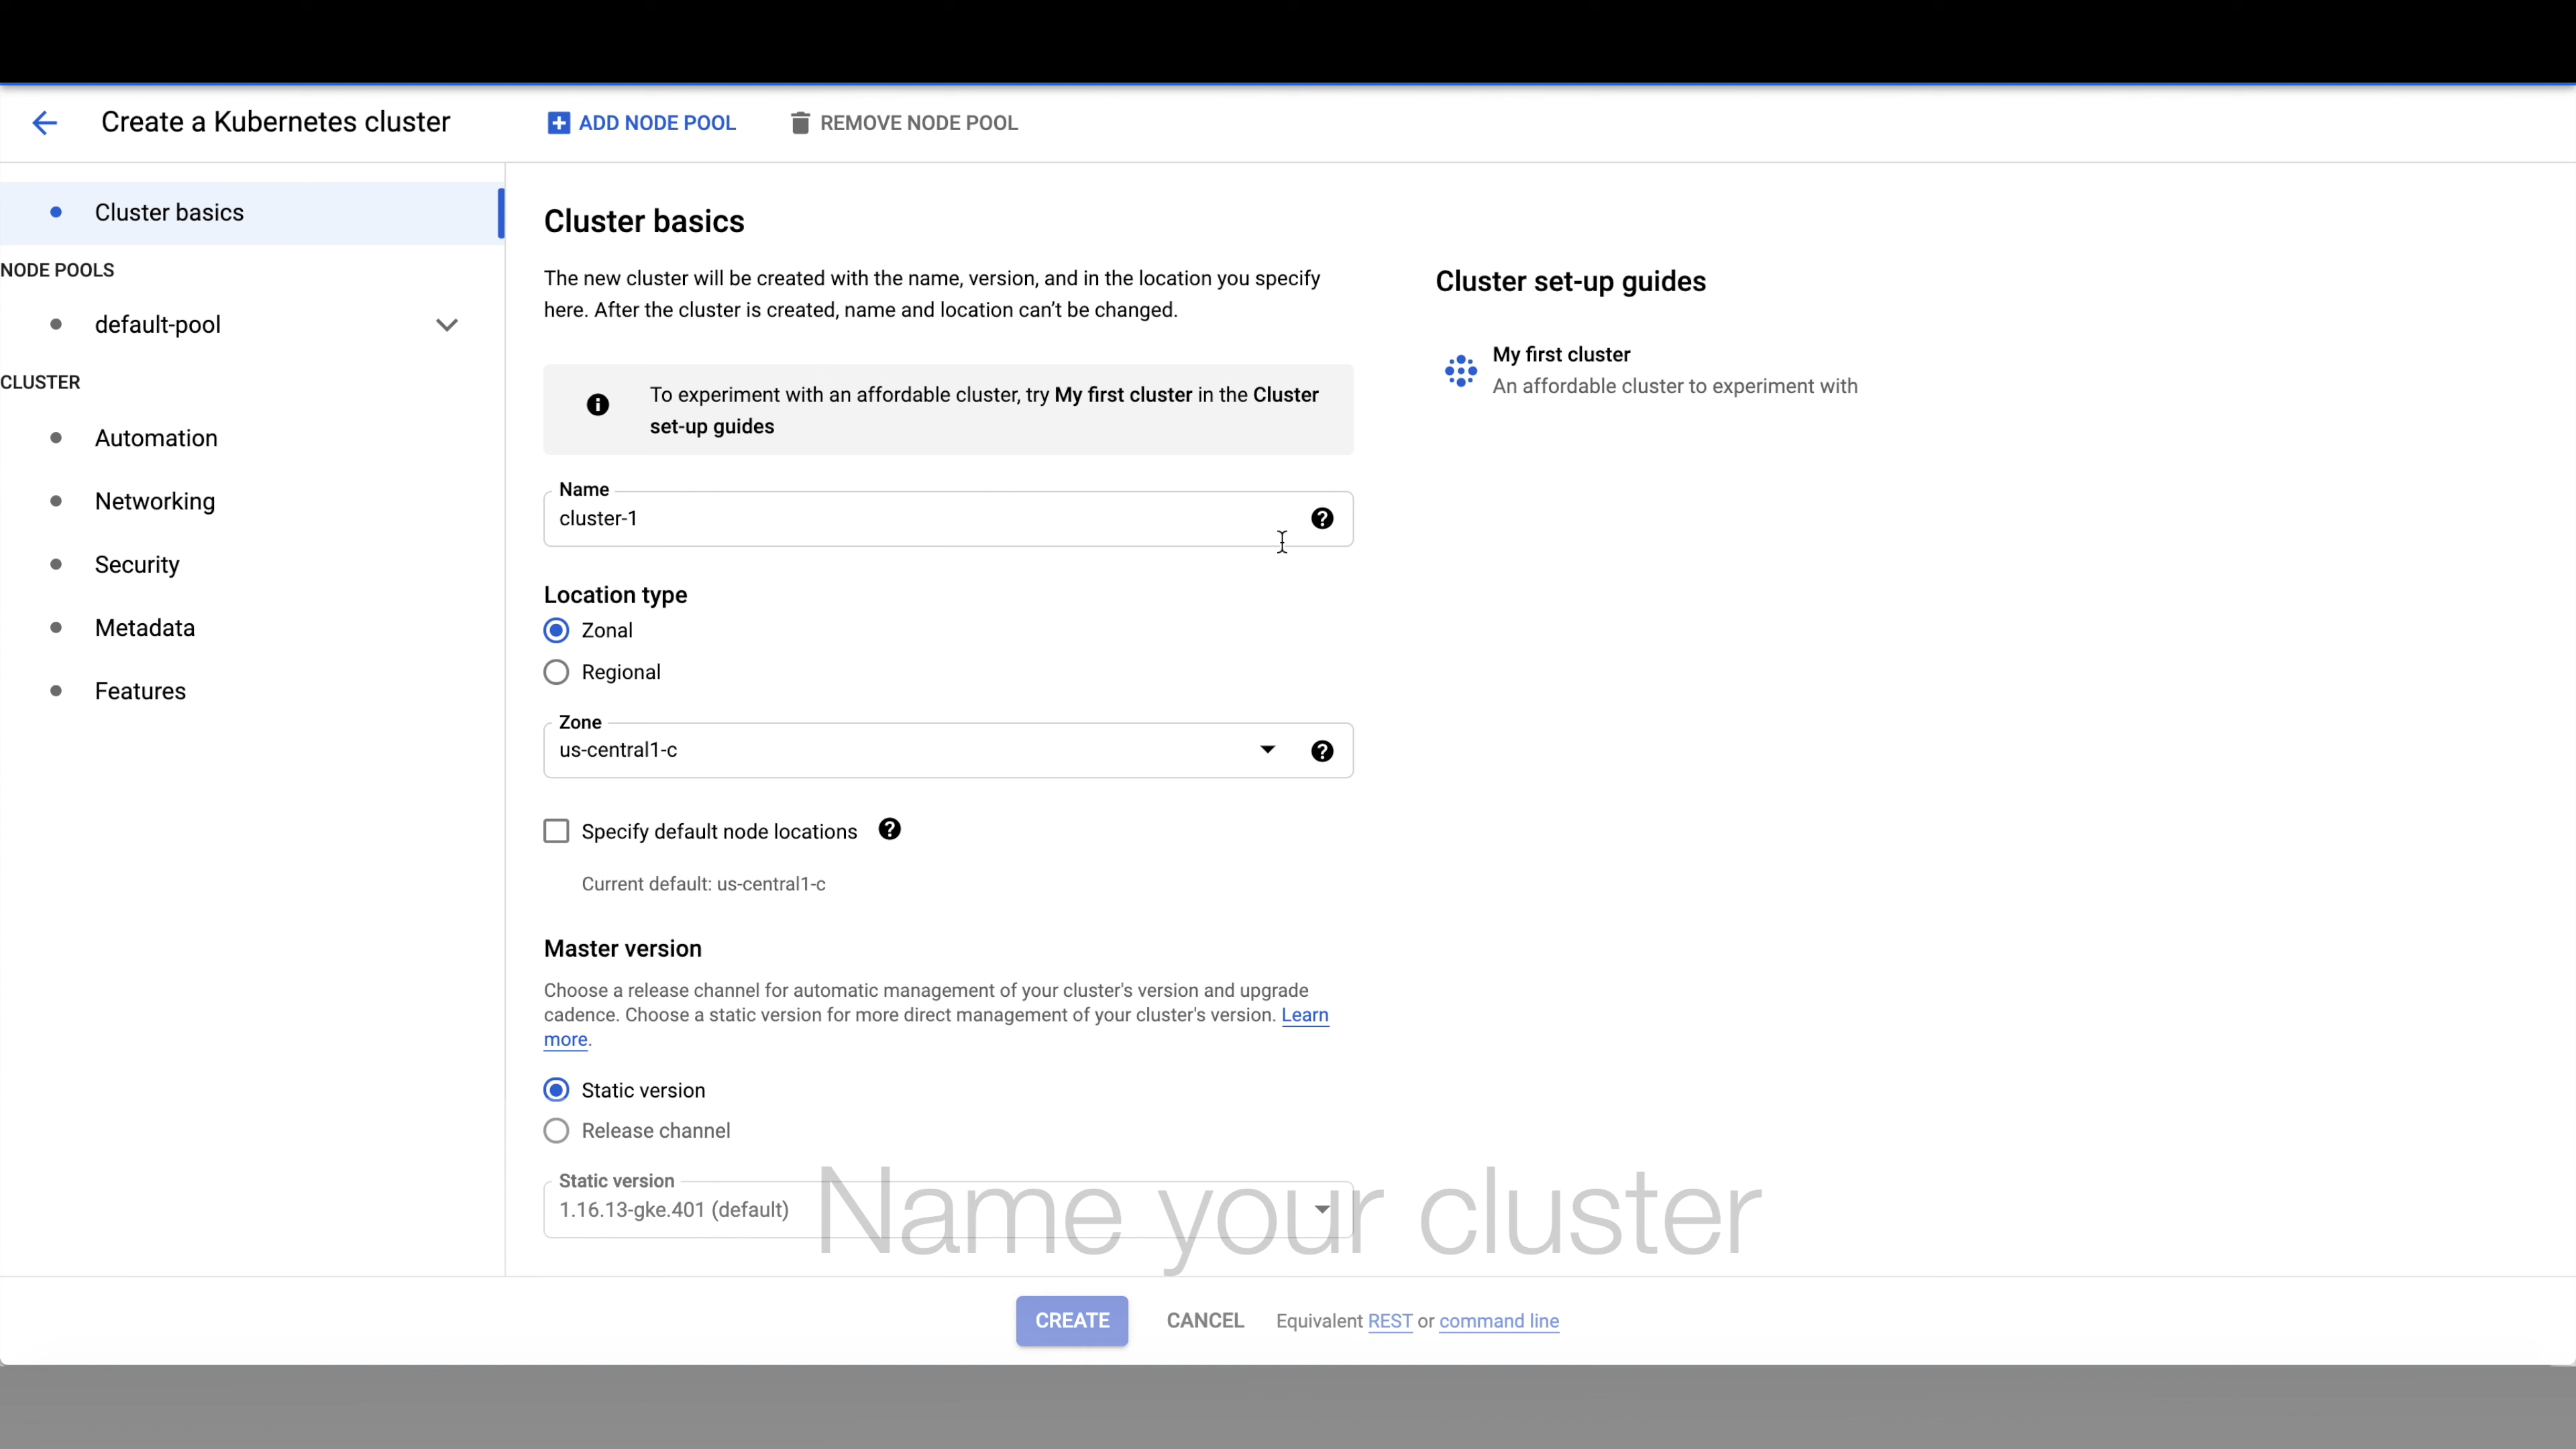 Create a Kubernetes cluster
ADD NODE POOL
REMOVE NODE POOL
Cluster basics
NODE POOLS
default-pool
CLUSTER
Automation
Networking
Security
Metadata
Features
Cluster basics
The new cluster will be created with the name, version, and in the location you specify
here. After the cluster is created, name and location can’t be changed.
To experiment with an affordable cluster, try My first cluster in the Cluster
set-up guides
Name
cluster-1
Location type
Zonal
Regional
Zone
us-central1-c
Specify default node locations
Current default: us-central1-c
Master version
Choose a release channel for automatic management of your cluster's version and upgrade
cadence. Choose a static version for more direct management of your cluster's version. Learn
more.
Static version
Release channel
Static version
1.16.13-gke.401 (default)
Cluster set-up guides
My first cluster
An affordable cluster to experiment with
Name your cluster
CREATE
CANCEL
Equivalent REST or command line